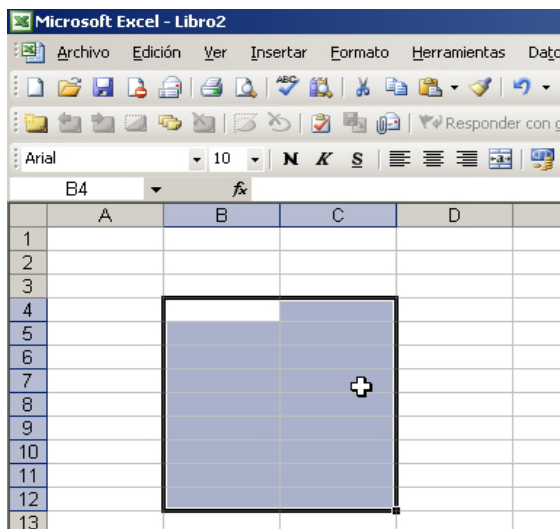 Microsoft Excel - Libro2
Archivo Edición Ver Insertar Formato Herramientas
ABC
Responder con
Arial 10 N K S
B4 fx
A B C D
1
2
3
4
5
6
7
8
9
10
11
12
13